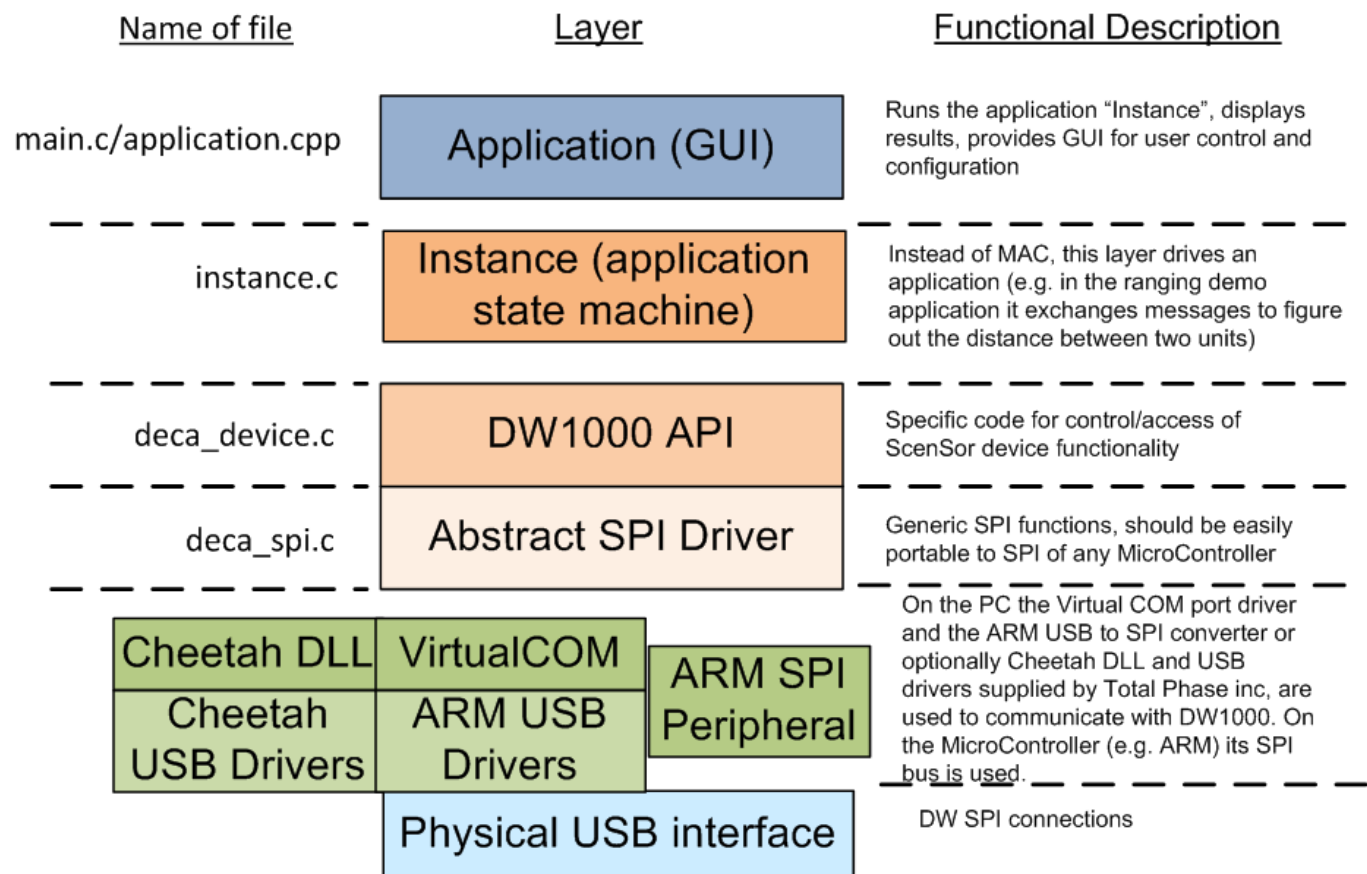 Name of file
Layer
Functional Description
main.c/application.cpp
Application (GUI)
Runs the application “Instance”, displays
results, provides GUI for user control and
configuration
instance.c
Instance (application
state machine)
Instead of MAC, this layer drives an
application (e.g. in the ranging demo
application it exchanges messages to figure
out the distance between two units)
deca_device.c
DW1000 API
Specific code for control/access of
ScenSor device functionality
deca_spi.c
Abstract SPI Driver
Generic SPI functions, should be easily
portable to SPI of any MicroController
Cheetah DLL
VirtualCOM
Cheetah
USB Drivers
ARM USB
Drivers
ARM SPI
Peripheral
On the PC the Virtual COM port driver
and the ARM USB to SPI converter or
optionally Cheetah DLL and USB
drivers supplied by Total Phase inc, are
used to communicate with DW1000. On
the MicroController (e.g. ARM) its SPI
bus is used.
Physical USB interface
DW SPI connections